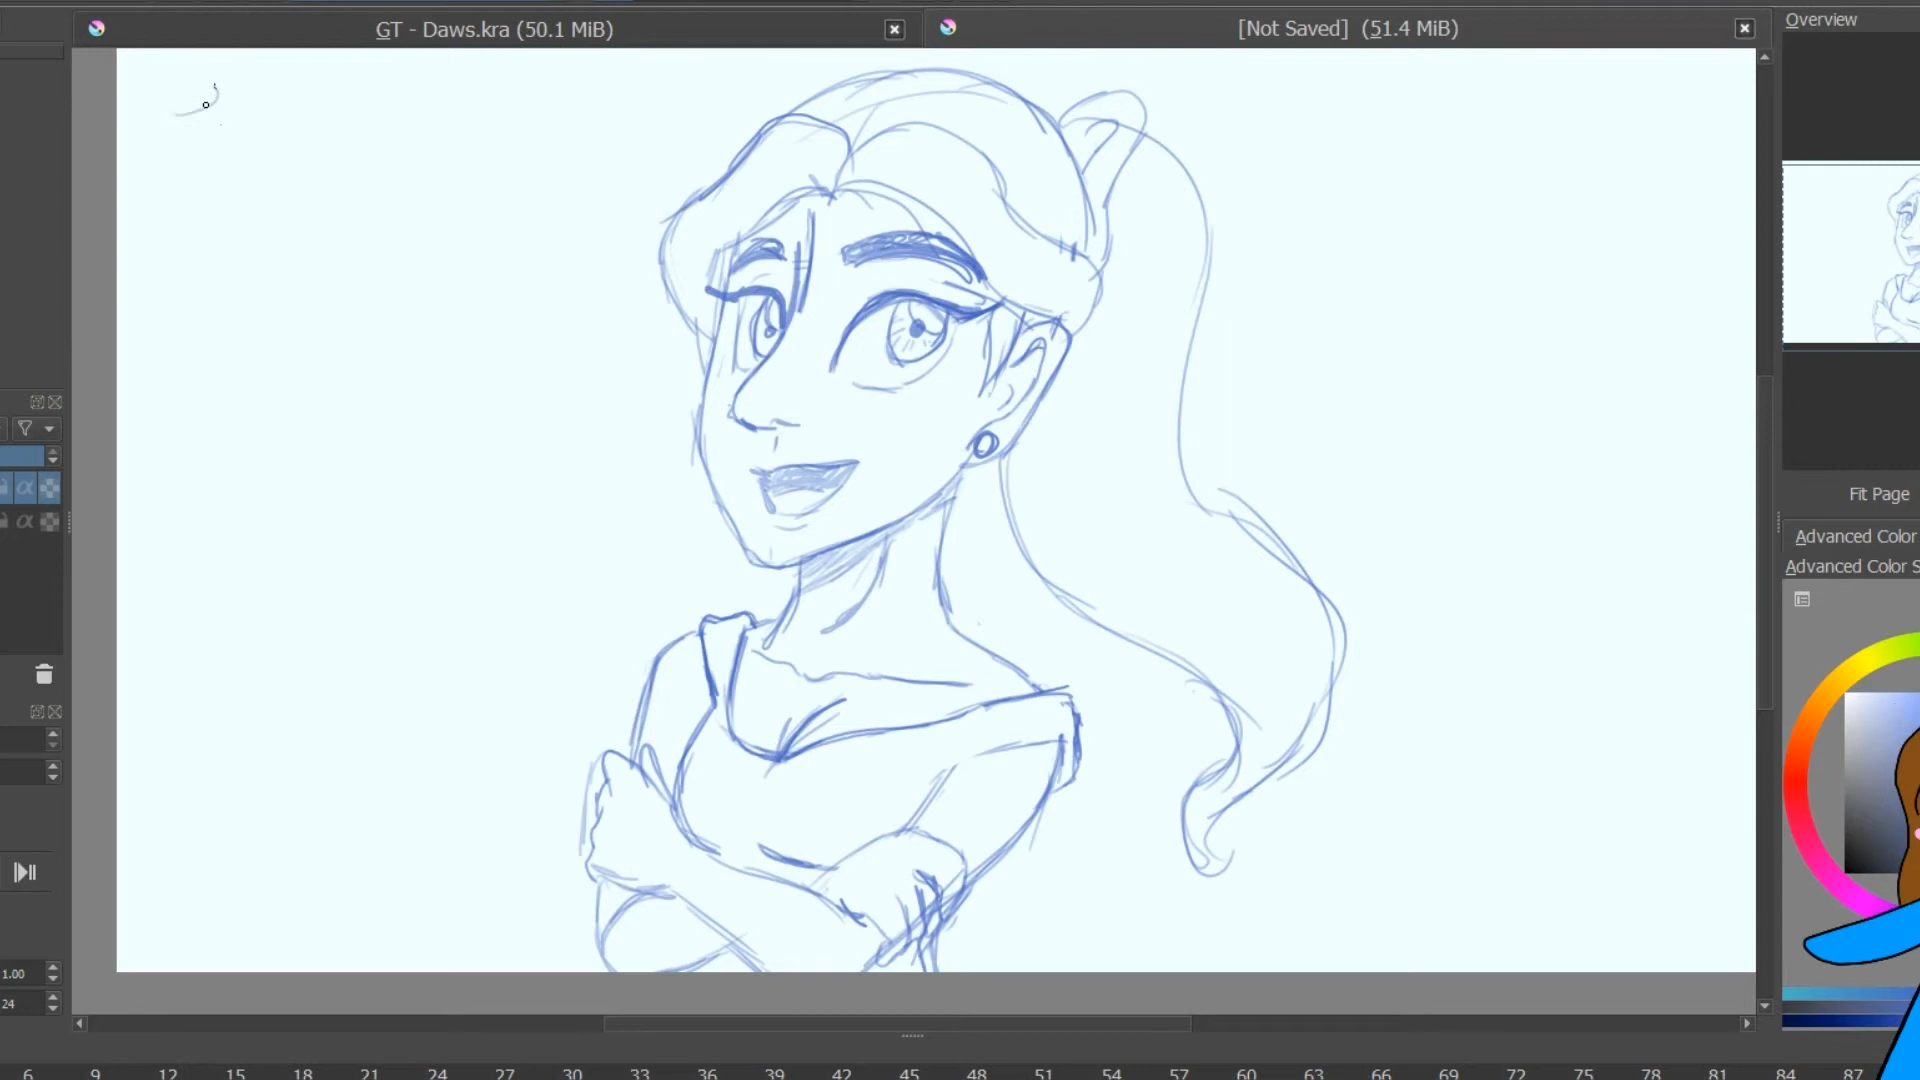 GT - Daws.kra (50.1 MiB)
[Not Saved] (51.4 MiB)
Overview
Fit Page
Advanced Color
Advanced Color S
α
α
1.00
24
6 9 12 15 18 21 24 27 30 33 36 39 42 45 48 51 54 57 60 63 66 69 72 75 78 81 84 87